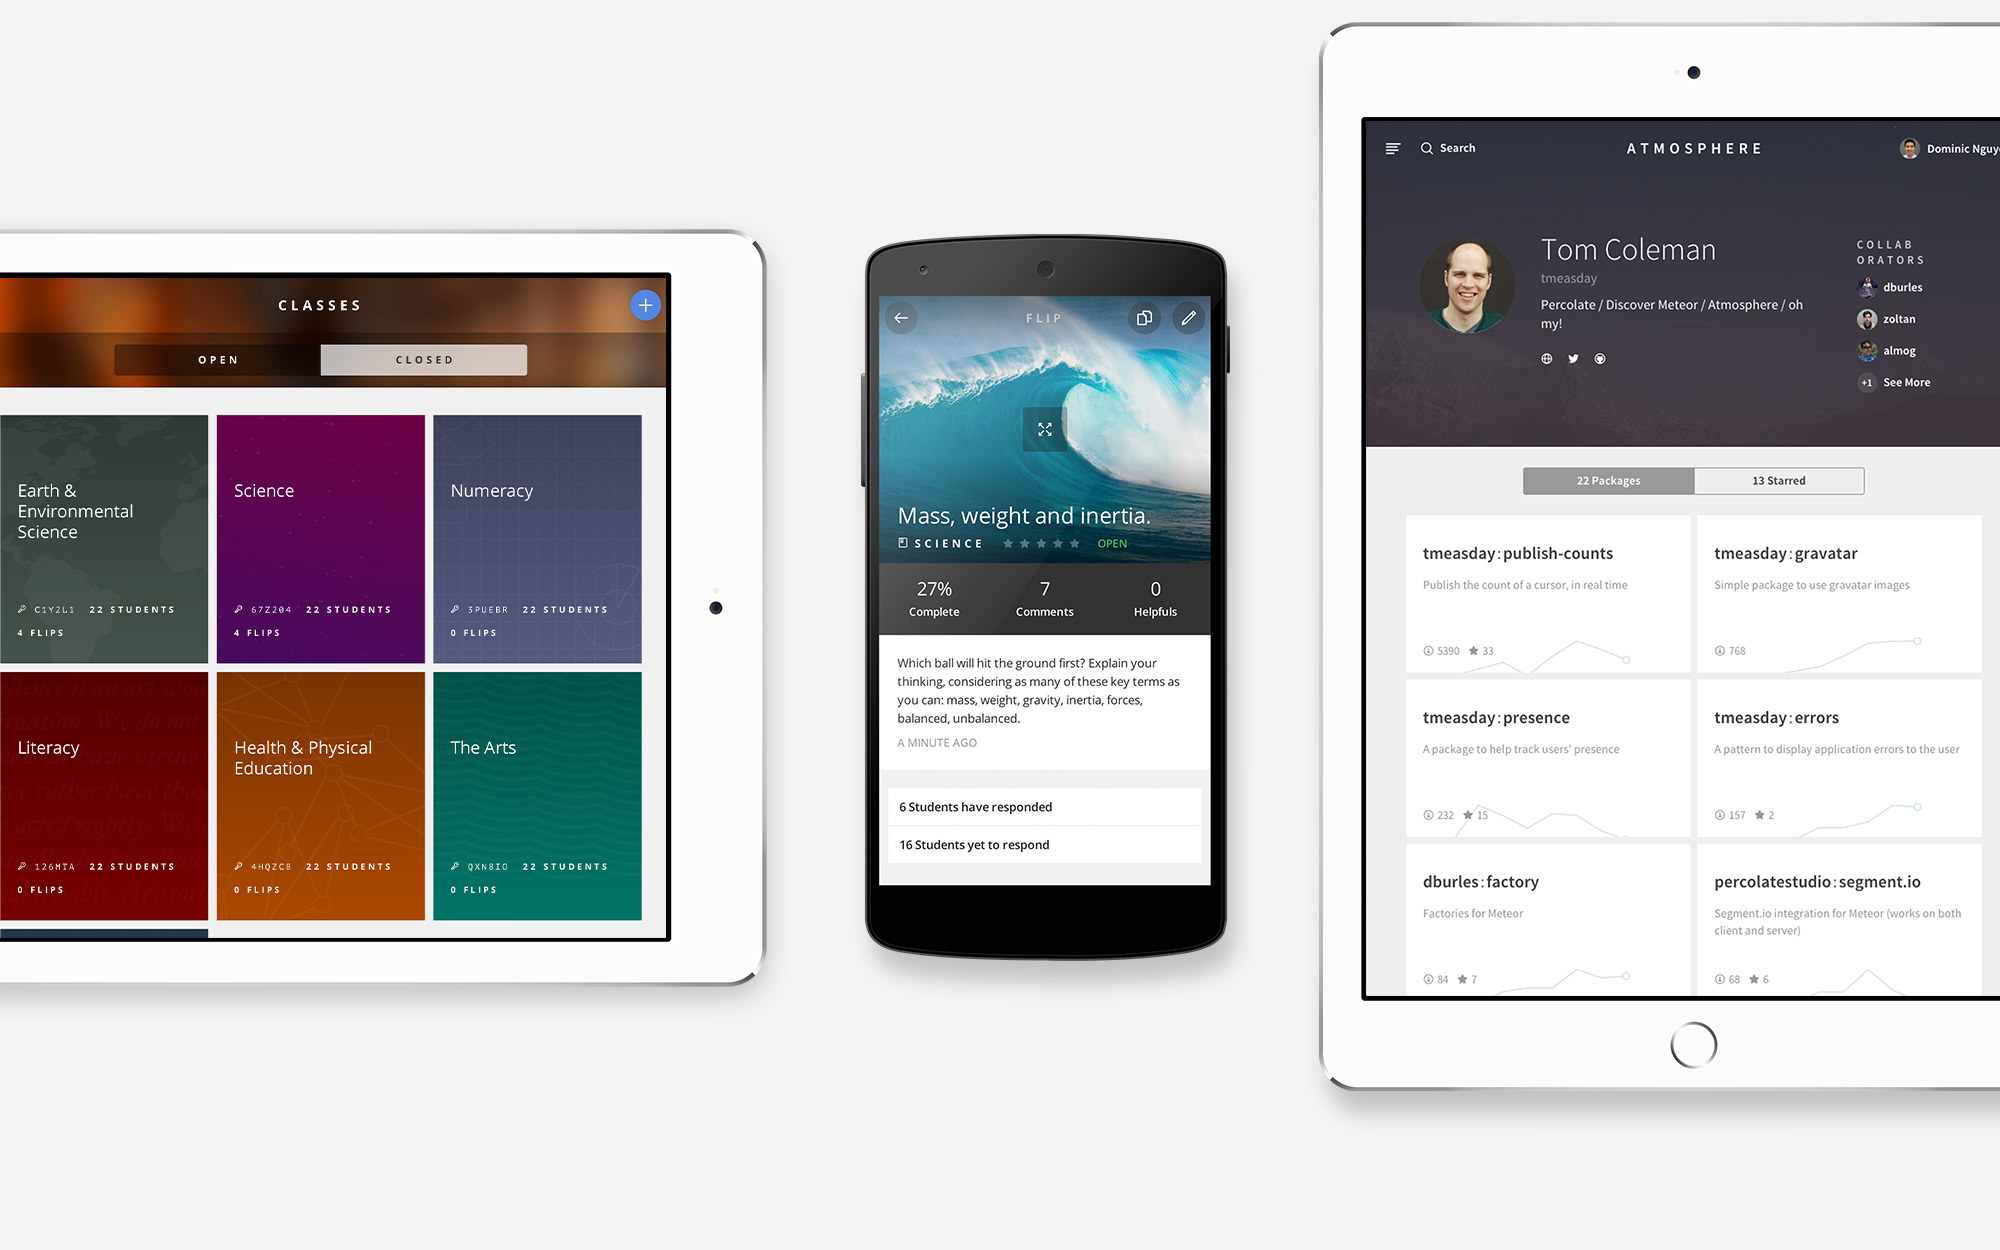 CLASSES
OPEN
CLOSED
Earth &
Environmental
Science
C1Y2L1 22 STUDENTS
4 FLIPS
Science
67Z204 22 STUDENTS
4 FLIPS
Numeracy
3PUEBR 22 STUDENTS
0 FLIPS
Literacy
126MTA 22 STUDENTS
0 FLIPS
Health & Physical
Education
4HQZC8 22 STUDENTS
0 FLIPS
The Arts
QXN8IO 22 STUDENTS
0 FLIPS
FLIP
Mass, weight and inertia.
SCIENCE OPEN
27%
Complete
7
Comments
0
Helpfuls
Which ball will hit the ground first? Explain your
thinking, considering as many of these key terms as
you can: mass, weight, gravity, inertia, forces,
balanced, unbalanced.
A MINUTE AGO
6 Students have responded
16 Students yet to respond
Search
ATMOSPHERE
Dominic Nguy
Tom Coleman
tmeasday
Percolate / Discover Meteor / Atmosphere / oh
my!
COLLAB
ORATORS
dburles
zoltan
almog
+1 See More
22 Packages
13 Starred
tmeasday:publish-counts
Publish the count of a cursor, in real time
5390 33
tmeasday:gravatar
Simple package to use gravatar images
768
tmeasday:presence
A package to help track users' presence
232 15
tmeasday:errors
A pattern to display application errors to the user
157 2
dburles:factory
Factories for Meteor
84 7
percolatestudio:segment.io
Segment.io integration for Meteor (works on both
client and server)
68 6